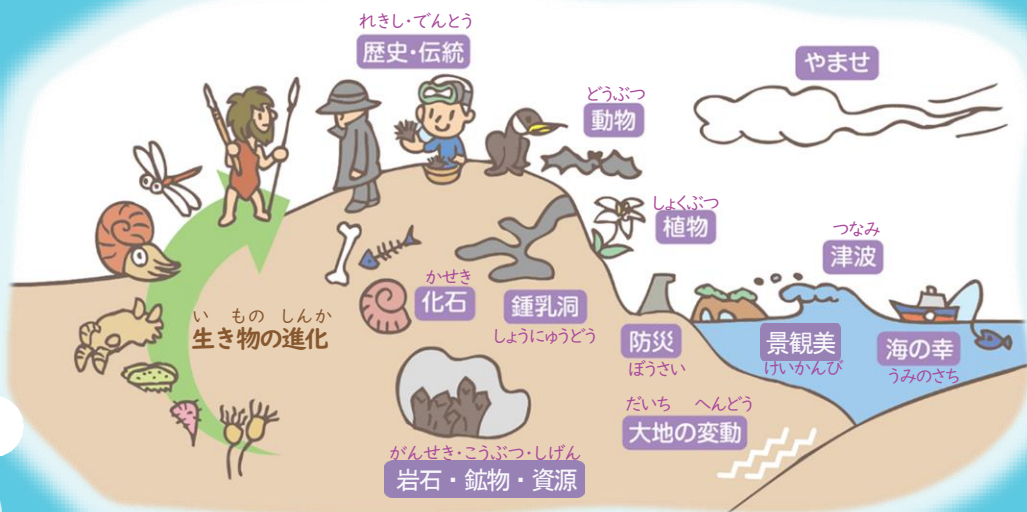 れきし・でんとう
歴史・伝統
やませ
どうぶつ
動物
しょくぶつ
植物
つなみ
津波
かせき
化石
鍾乳洞
しょうにゅうどう
い もの しんか
生き物の進化
防災
ぼうさい
景観美
けいかんび
海の幸
うみのさち
だいち へんどう
大地の変動
がんせき・こうぶつ・しげん
岩石・鉱物・資源